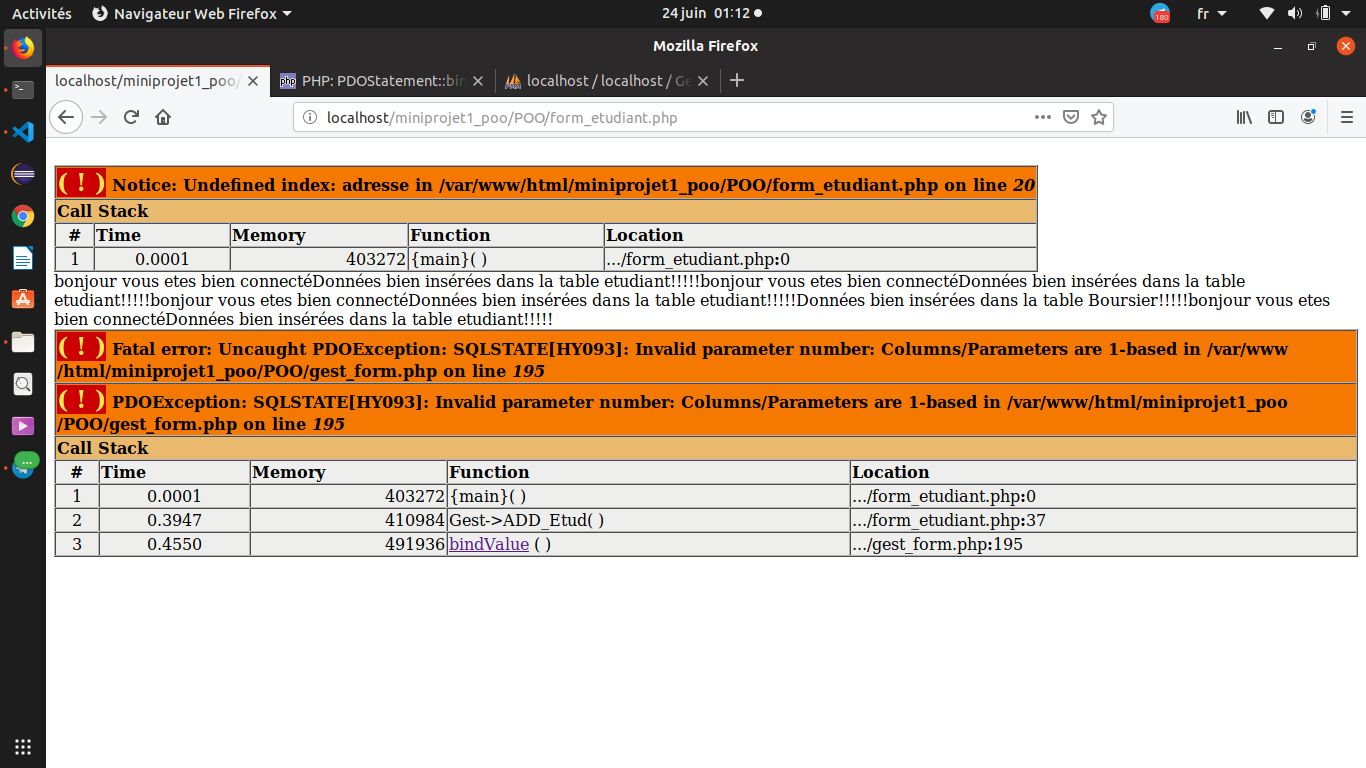 Activités Navigateur Web Firefox 24 juin 01:12 180 fr
Mozilla Firefox
localhost/miniprojet1_poo/ php PHP: PDOStatement::bin localhost / localhost / Ge
localhost/miniprojet1_poo/POO/form_etudiant.php
( ! ) Notice: Undefined index: adresse in /var/www/html/miniprojet1_poo/POO/form_etudiant.php on line 20
Call Stack
# Time Memory Function Location
1 0.0001 403272 {main}( ) .../form_etudiant.php:0
bonjour vous etes bien connectéDonnées bien insérées dans la table etudiant!!!!!bonjour vous etes bien connectéDonnées bien insérées dans la table
etudiant!!!!!bonjour vous etes bien connectéDonnées bien insérées dans la table etudiant!!!!!Données bien insérées dans la table Boursier!!!!!bonjour vous etes
bien connectéDonnées bien insérées dans la table etudiant!!!!!
( ! ) Fatal error: Uncaught PDOException: SQLSTATE[HY093]: Invalid parameter number: Columns/Parameters are 1-based in /var/www
/html/miniprojet1_poo/POO/gest_form.php on line 195
( ! ) PDOException: SQLSTATE[HY093]: Invalid parameter number: Columns/Parameters are 1-based in /var/www/html/miniprojet1_poo
/POO/gest_form.php on line 195
Call Stack
# Time Memory Function Location
1 0.0001 403272 {main}( ) .../form_etudiant.php:0
2 0.3947 410984 Gest->ADD_Etud( ) .../form_etudiant.php:37
3 0.4550 491936 bindValue ( ) .../gest_form.php:195